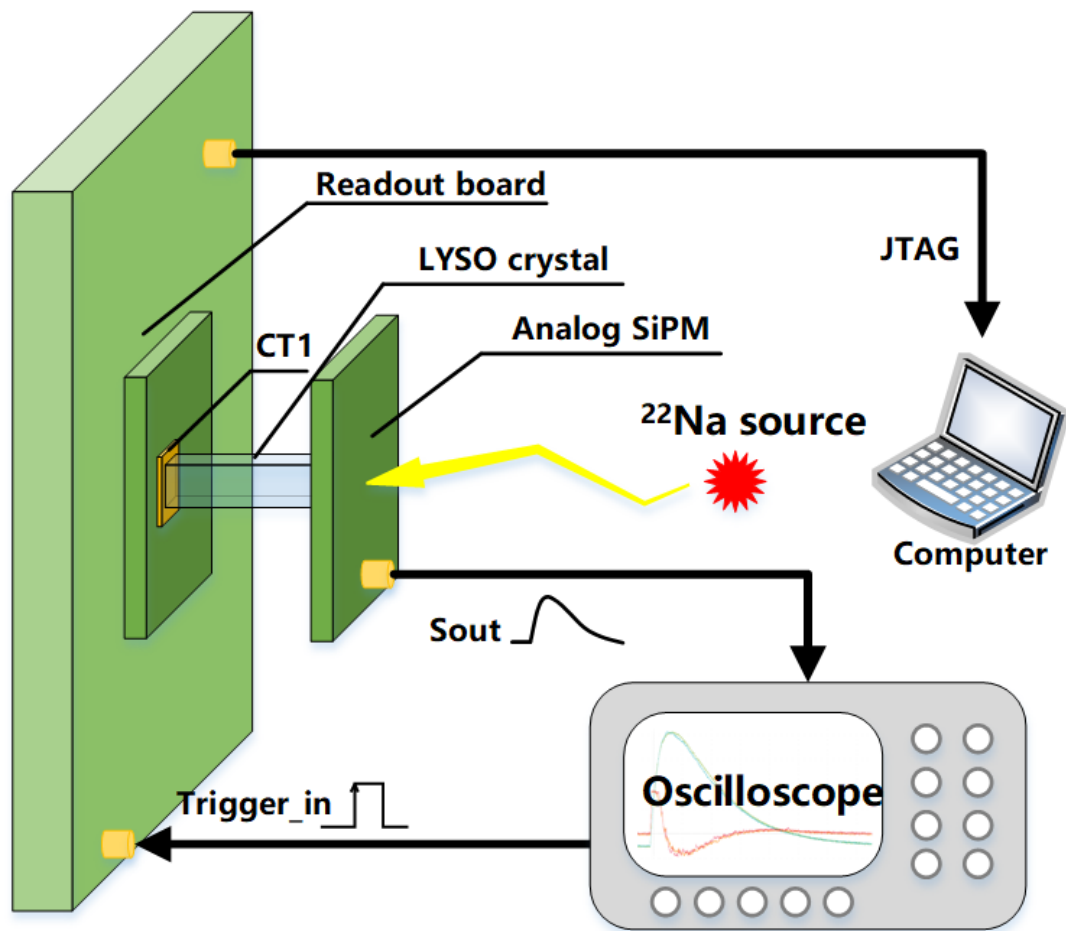 Readout board
LYSO crystal
JTAG
Analog SiPM
CT1
²²Na source
Computer
Sout
Trigger_in
Oscilloscope